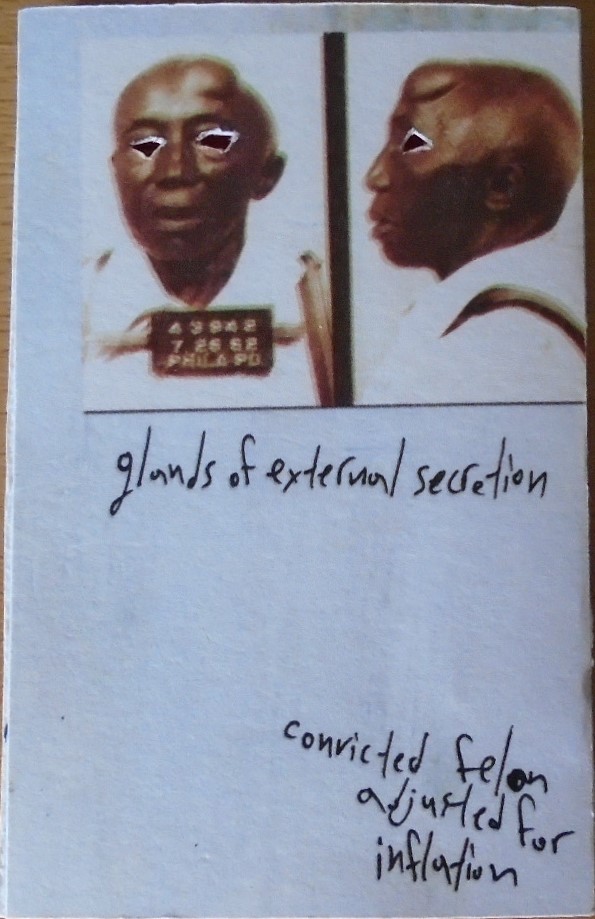 43942
7 26 62
PHILA PD
glands of external secretion
convicted felon
adjusted for
inflation